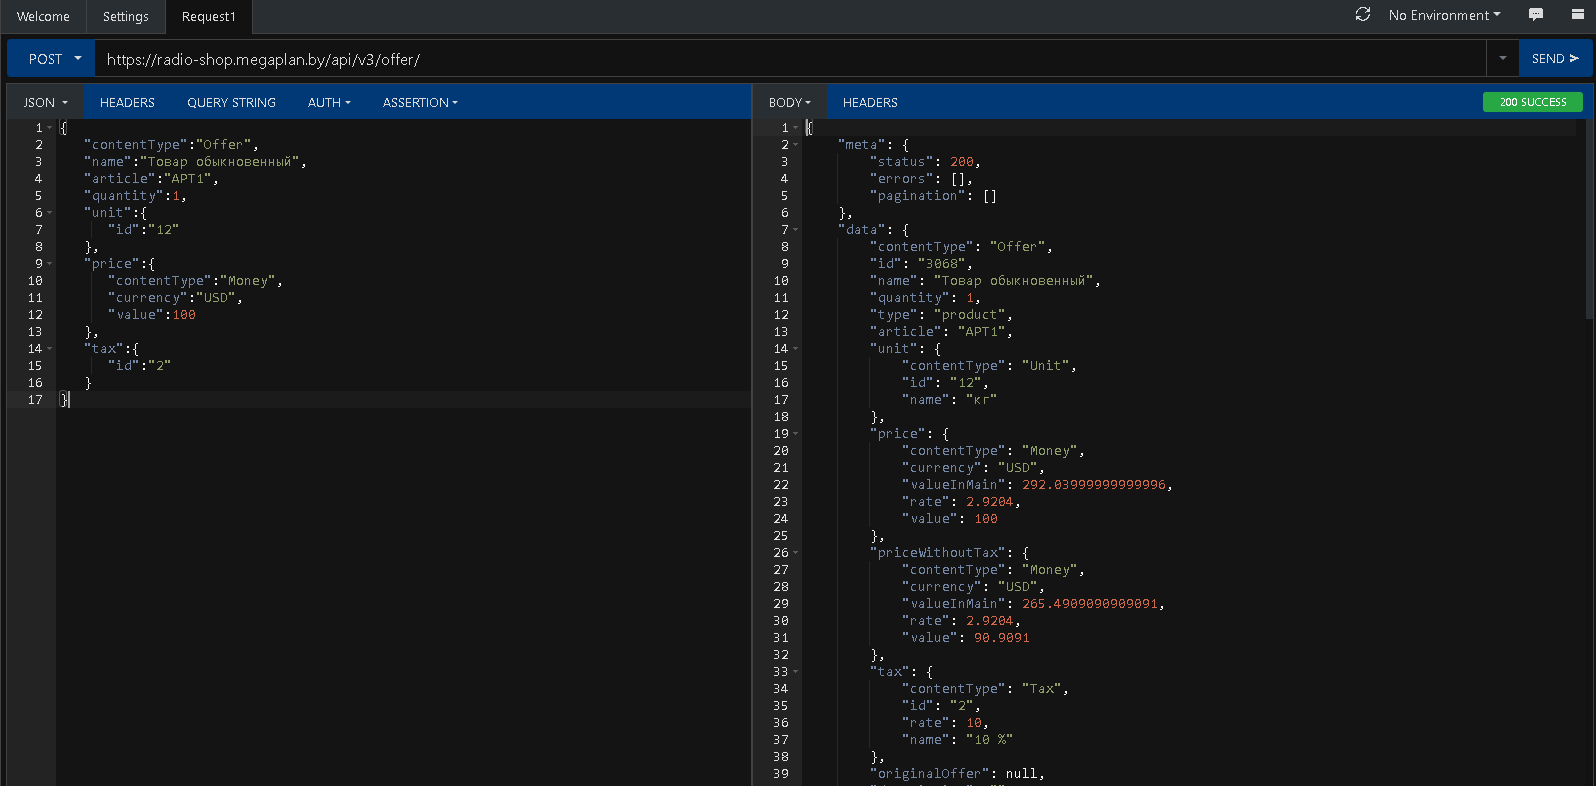 Welcome Settings Request1 No Environment
POST https://radio-shop.megaplan.by/api/v3/offer/ SEND
JSON HEADERS QUERY STRING AUTH ASSERTION
1 {
2 "contentType":"Offer",
3 "name":"Товар обыкновенный",
4 "article":"АРТ1",
5 "quantity":1,
6 "unit":{
7 "id":"12"
8 },
9 "price":{
10 "contentType":"Money",
11 "currency":"USD",
12 "value":100
13 },
14 "tax":{
15 "id":"2"
16 }
17 }
BODY HEADERS 200 SUCCESS
1 {
2 "meta": {
3 "status": 200,
4 "errors": [],
5 "pagination": []
6 },
7 "data": {
8 "contentType": "Offer",
9 "id": "3068",
10 "name": "Товар обыкновенный",
11 "quantity": 1,
12 "type": "product",
13 "article": "АРТ1",
14 "unit": {
15 "contentType": "Unit",
16 "id": "12",
17 "name": "кг"
18 },
19 "price": {
20 "contentType": "Money",
21 "currency": "USD",
22 "valueInMain": 292.03999999999996,
23 "rate": 2.9204,
24 "value": 100
25 },
26 "priceWithoutTax": {
27 "contentType": "Money",
28 "currency": "USD",
29 "valueInMain": 265.4909090909091,
30 "rate": 2.9204,
31 "value": 90.9091
32 },
33 "tax": {
34 "contentType": "Tax",
35 "id": "2",
36 "rate": 10,
37 "name": "10 %"
38 },
39 "originalOffer": null,